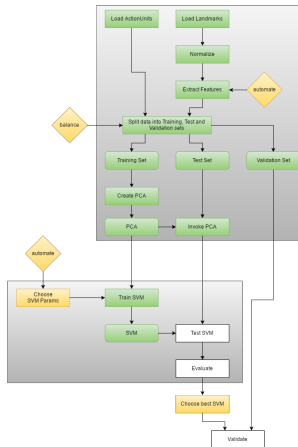 Load ActionUnits
Load Landmarks
Normalize
Extract Features
automate
balance
Split data into Training, Test and
Validation sets
Training Set
Test Set
Validation Set
Create PCA
PCA
Invoke PCA
automate
Choose
SVM Params
Train SVM
SVM
Test SVM
Evaluate
Choose best SVM
Validate